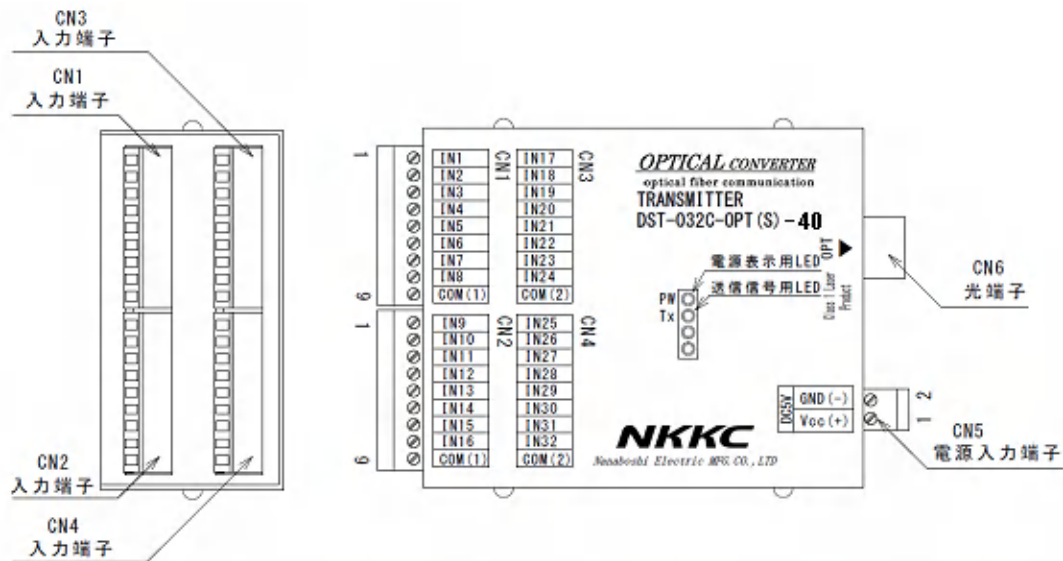 CN3
入力端子
CN1
入力端子
CN2
入力端子
CN4
入力端子
1
9
1
9
IN1
IN2
IN3
IN4
IN5
IN6
IN7
IN8
COM(1)
CN1
IN17
IN18
IN19
IN20
IN21
IN22
IN23
IN24
COM(2)
CN3
IN9
IN10
IN11
IN12
IN13
IN14
IN15
IN16
COM(1)
CN2
IN25
IN26
IN27
IN28
IN29
IN30
IN31
IN32
COM(2)
CN4
OPTICAL CONVERTER
optical fiber communication
TRANSMITTER
DST-032C-OPT(S)-40
電源表示用LED
送信信号用LED
PW
Tx
OPT
Class 1 Laser
Product
CN6
光端子
DC5V
GND(-)
Vcc(+)
2
1
CN5
電源入力端子
NKKC
Nanaboshi Electric MFG.CO.,LTD